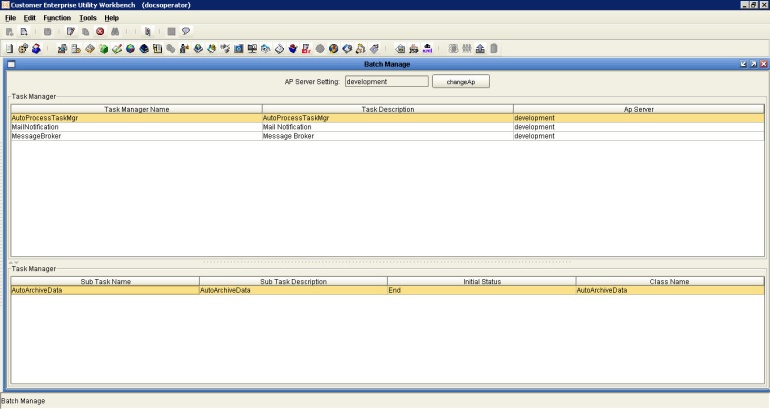 Customer Enterprise Utility Workbench (docsoperator)
File Edit Function Tools Help
Batch Manage
AP Server Setting: development changeAp
Task Manager
Task Manager Name Task Description Ap Server
AutoProcessTaskMgr AutoProcessTaskMgr development
MailNotification Mail Notification development
MessageBroker Message Broker development
Task Manager
Sub Task Name Sub Task Description Initial Status Class Name
AutoArchiveData AutoArchiveData End AutoArchiveData
Batch Manage